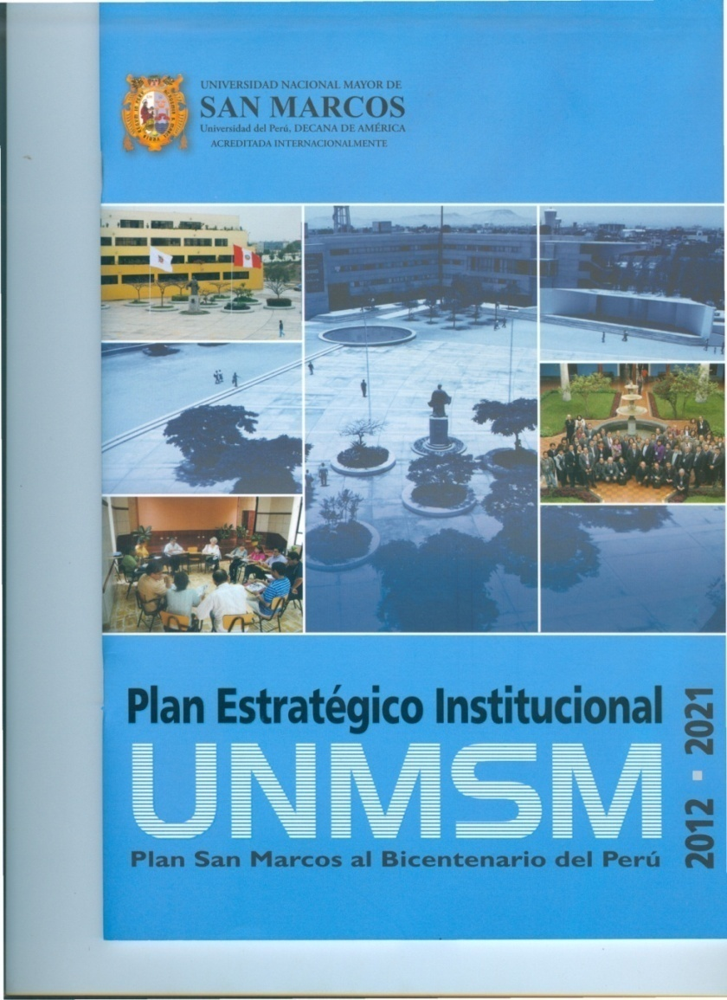 UNIVERSIDAD NACIONAL MAYOR DE
SAN MARCOS
Universidad del Perú, DECANA DE AMÉRICA
ACREDITADA INTERNACIONALMENTE
Plan Estratégico Institucional
UNMSM
Plan San Marcos al Bicentenario del Perú
2012 ▪ 2021